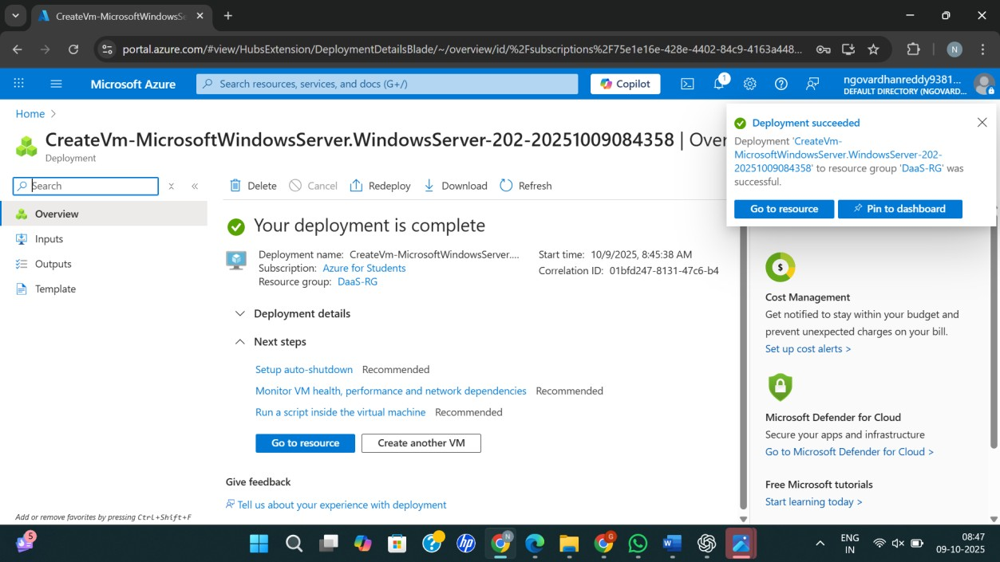 CreateVm-MicrosoftWindowsSe
portal.azure.com/#view/HubsExtension/DeploymentDetailsBlade/~/overview/id/%2Fsubscriptions%2F75e1e16e-428e-4402-84c9-4163a448...
N
Microsoft Azure
Search resources, services, and docs (G+/)
Copilot
1
ngovardhanreddy9381...
DEFAULT DIRECTORY (NGOVARD...
Home >
CreateVm-MicrosoftWindowsServer.WindowsServer-202-20251009084358 | Over
Deployment
Search
Overview
Inputs
Outputs
Template
Delete
Cancel
Redeploy
Download
Refresh
Your deployment is complete
Deployment name: CreateVm-MicrosoftWindowsServer....
Subscription: Azure for Students
Resource group: DaaS-RG
Start time: 10/9/2025, 8:45:38 AM
Correlation ID: 01bfd247-8131-47c6-b4
Deployment details
Next steps
Setup auto-shutdown Recommended
Monitor VM health, performance and network dependencies Recommended
Run a script inside the virtual machine Recommended
Go to resource
Create another VM
Give feedback
Tell us about your experience with deployment
Add or remove favorites by pressing Ctrl+Shift+F
Deployment succeeded
Deployment 'CreateVm-
MicrosoftWindowsServer.WindowsServer-202-
20251009084358' to resource group 'DaaS-RG' was
successful.
Go to resource
Pin to dashboard
$
Cost Management
Get notified to stay within your budget and
prevent unexpected charges on your bill.
Set up cost alerts >
Microsoft Defender for Cloud
Secure your apps and infrastructure
Go to Microsoft Defender for Cloud >
Free Microsoft tutorials
Start learning today >
5
hp
N
G
W
ENG
IN
08:47
09-10-2025